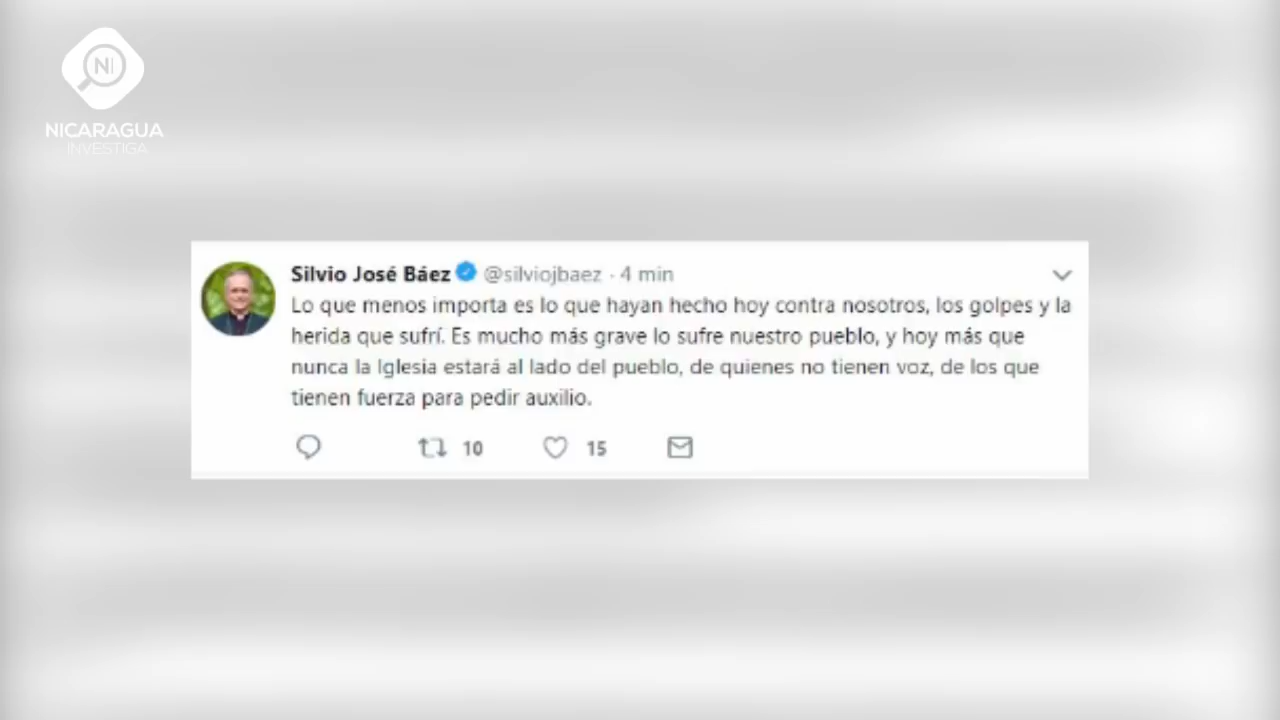 NICARAGUA
INVESTIGA
Silvio José Báez @silviojbaez · 4 min
Lo que menos importa es lo que hayan hecho hoy contra nosotros, los golpes y la
herida que sufrí. Es mucho más grave lo sufre nuestro pueblo, y hoy más que
nunca la Iglesia estará al lado del pueblo, de quienes no tienen voz, de los que
tienen fuerza para pedir auxilio.
10 15